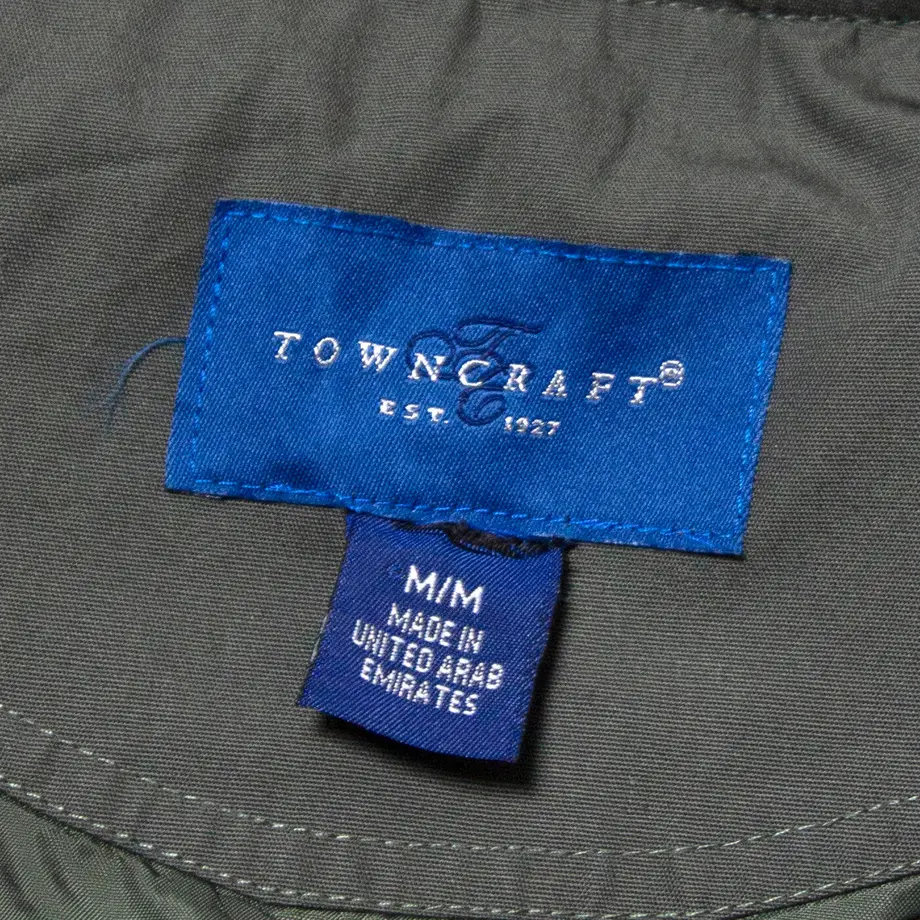 TOWNCRAFT®
EST. 1927
M/M
MADE IN
UNITED ARAB
EMIRATES